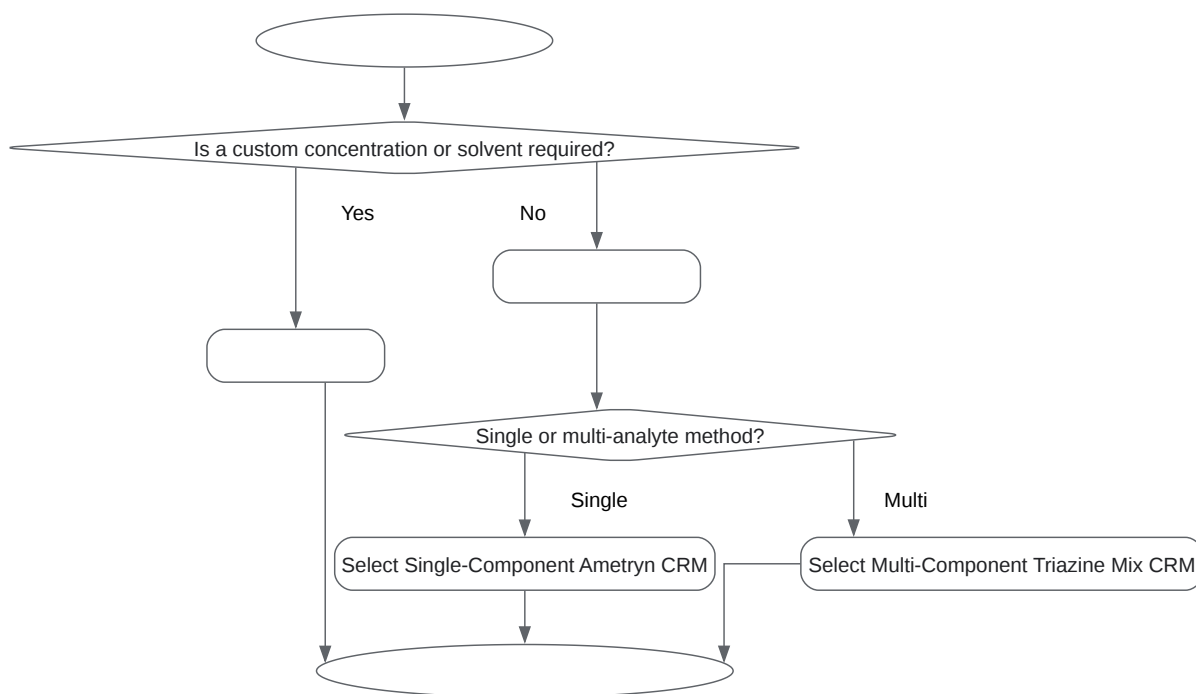 Is a custom concentration or solvent required?
Yes
No
Single or multi-analyte method?
Single
Multi
Select Single-Component Ametryn CRM
Select Multi-Component Triazine Mix CRM